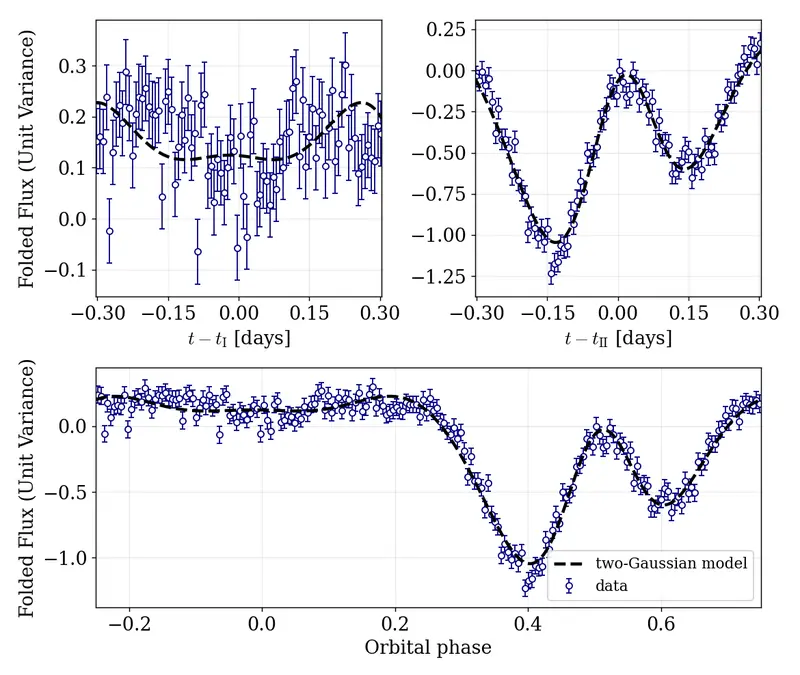 Folded Flux (Unit Variance)
0.3
0.2
0.1
0.0
−0.1
−0.30 −0.15 0.00 0.15 0.30
t − tI [days]
0.25
0.00
−0.25
−0.50
−0.75
−1.00
−1.25
−0.30 −0.15 0.00 0.15 0.30
t − tII [days]
Folded Flux (Unit Variance)
0.0
−0.5
−1.0
−0.2 0.0 0.2 0.4 0.6
Orbital phase
two-Gaussian model
data